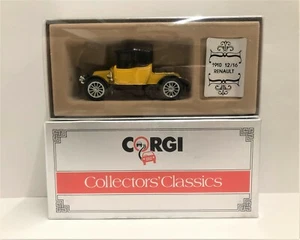 1910 12/16
RENAULT
CORGI
Collectors' Classics